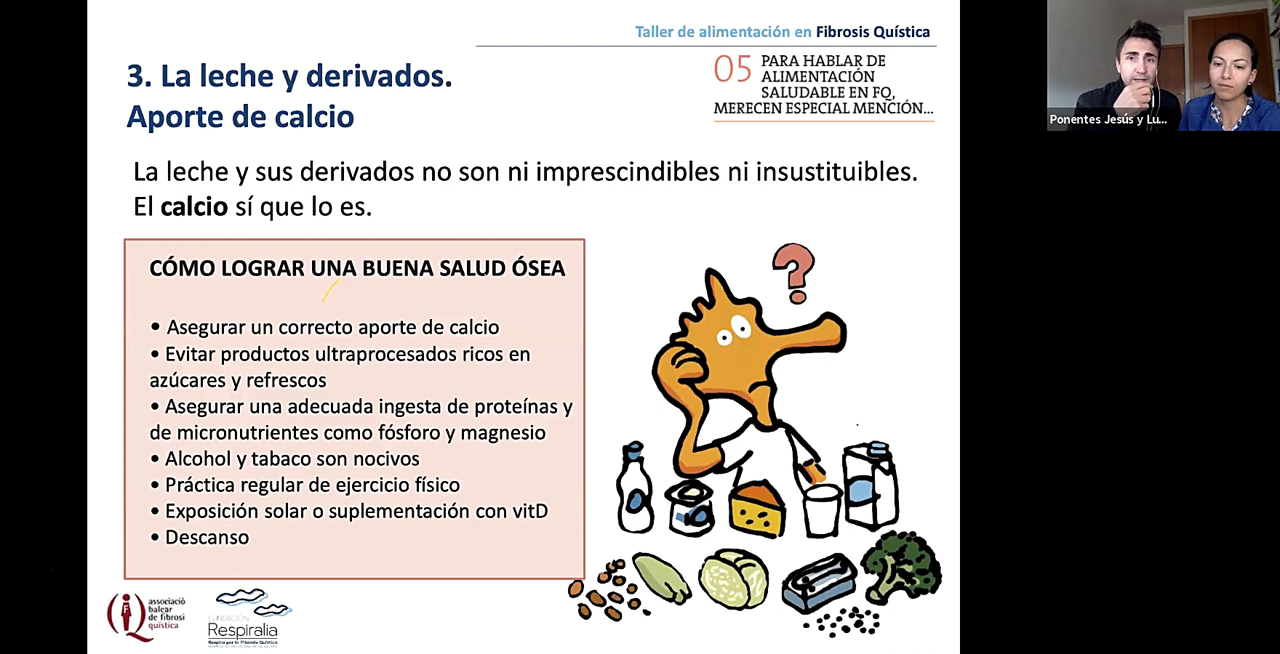 Taller de alimentación en Fibrosis Quística
05 PARA HABLAR DE
ALIMENTACIÓN
SALUDABLE EN FQ,
MERECEN ESPECIAL MENCIÓN...
3. La leche y derivados.
Aporte de calcio
La leche y sus derivados no son ni imprescindibles ni insustituibles.
El calcio sí que lo es.
CÓMO LOGRAR UNA BUENA SALUD ÓSEA
• Asegurar un correcto aporte de calcio
• Evitar productos ultraprocesados ricos en
azúcares y refrescos
• Asegurar una adecuada ingesta de proteínas y
de micronutrientes como fósforo y magnesio
• Alcohol y tabaco son nocivos
• Práctica regular de ejercicio físico
• Exposición solar o suplementación con vitD
• Descanso
?
associació
balear
de fibrosi
quística
FUNDACIÓN
Respiralia
Ponentes Jesús y Lu...